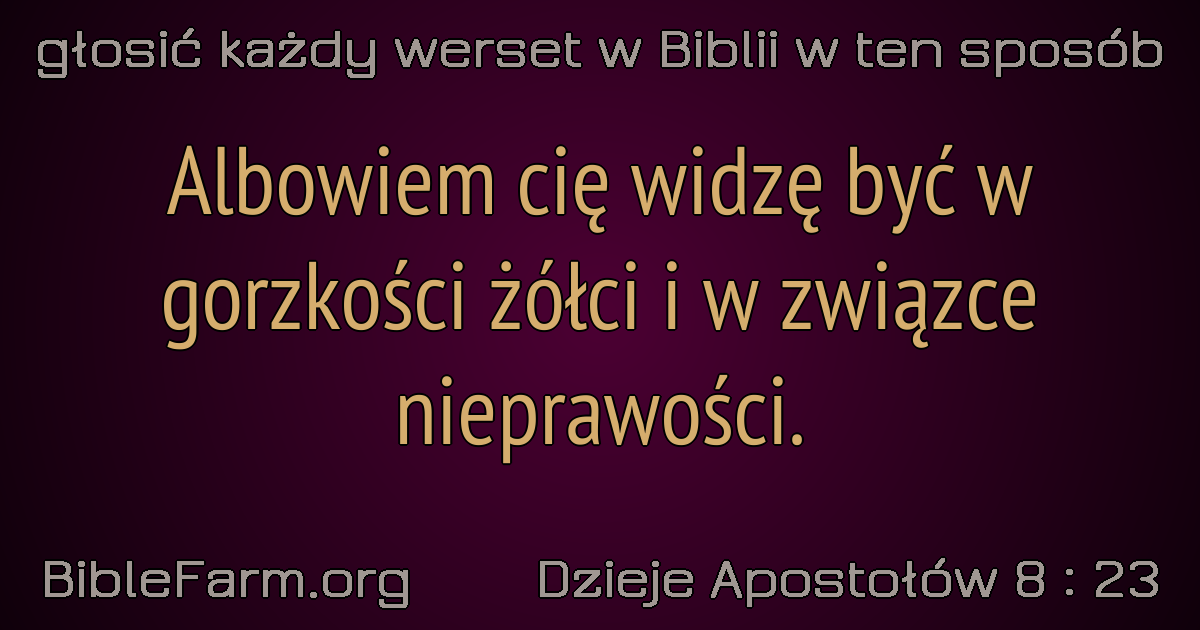 głosić każdy werset w Biblii w ten sposób
Albowiem cię widzę być w
gorzkości żółci i w związce
nieprawości.
BibleFarm.org
Dzieje Apostołów 8 : 23